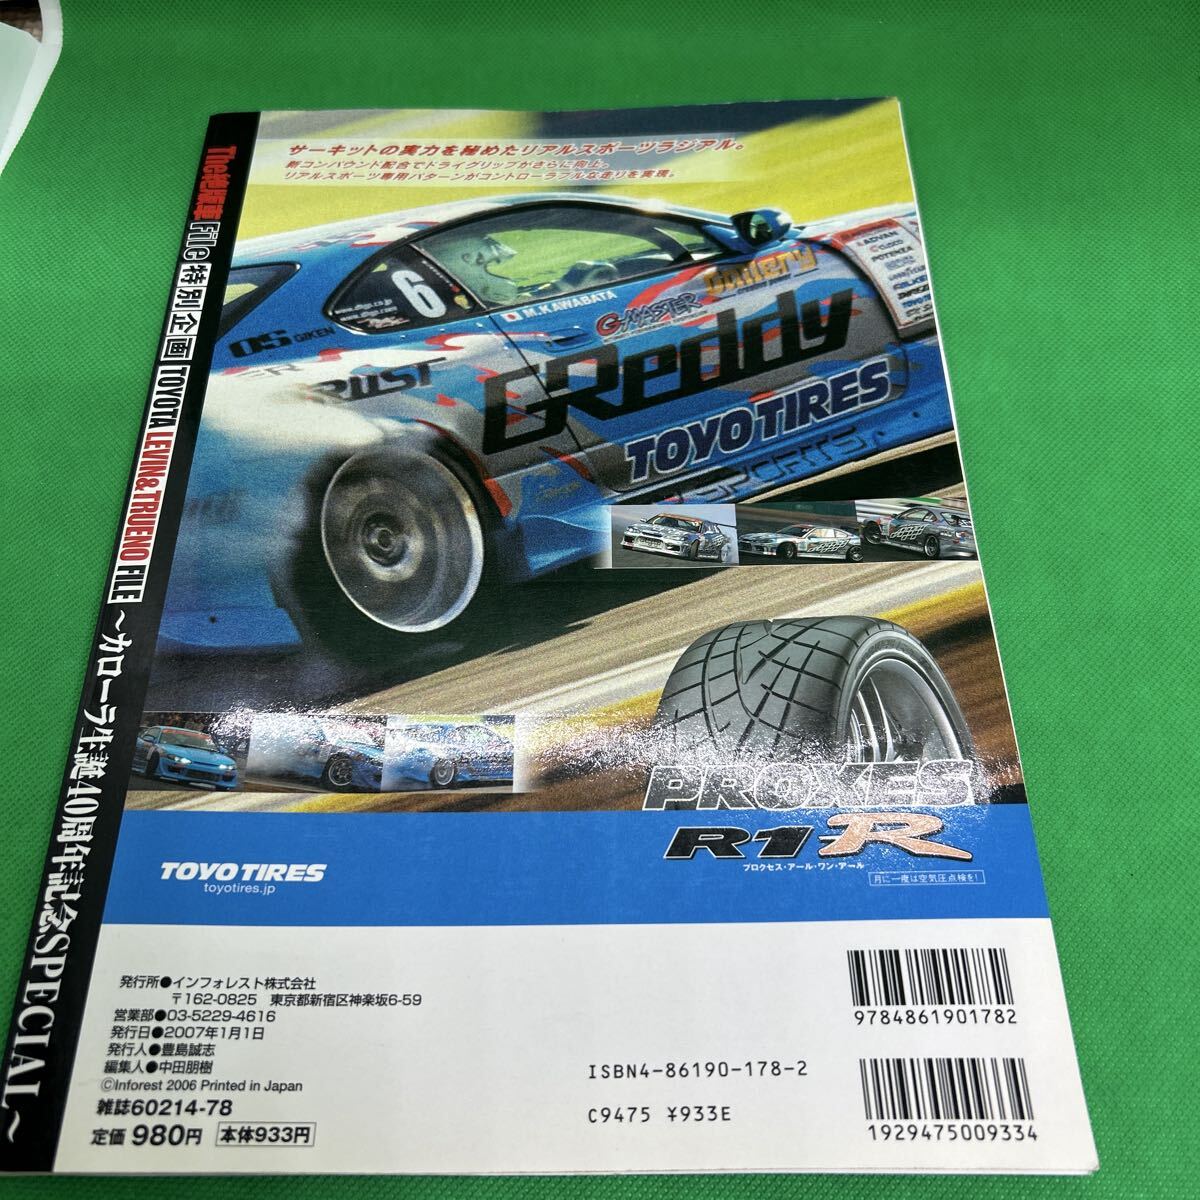 The絶版車File 特別企画 TOYOTA LEVIN&TRUENO FILE ～カローラ生誕40周年記念SPECIAL～
サーキットの実力を秘めたリアルスポーツラジアル。
新コンパウンド配合でドライグリップがさらに向上。
リアルスポーツ専用パターンがコントローラブルな走りを実現。
6
OS GIKEN
M.KAWABATA
G-MASTER
ADVAN
POTENZA
TRUST
GReddy
TOYO TIRES
SPORTS
PROXES
R1R
プロクセス・アール・ワン・アール
月に一度は空気圧点検を!
TOYO TIRES
toyotires.jp
発行所●インフォレスト株式会社
〒162-0825 東京都新宿区神楽坂6-59
営業部●03-5229-4616
発行日●2007年1月1日
発行人●豊島誠志
編集人●中田朋樹
©Inforest 2006 Printed in Japan
雑誌60214-78
定価 980円 本体933円
9784861901782
ISBN4-86190-178-2
C9475 ¥933E
1929475009334